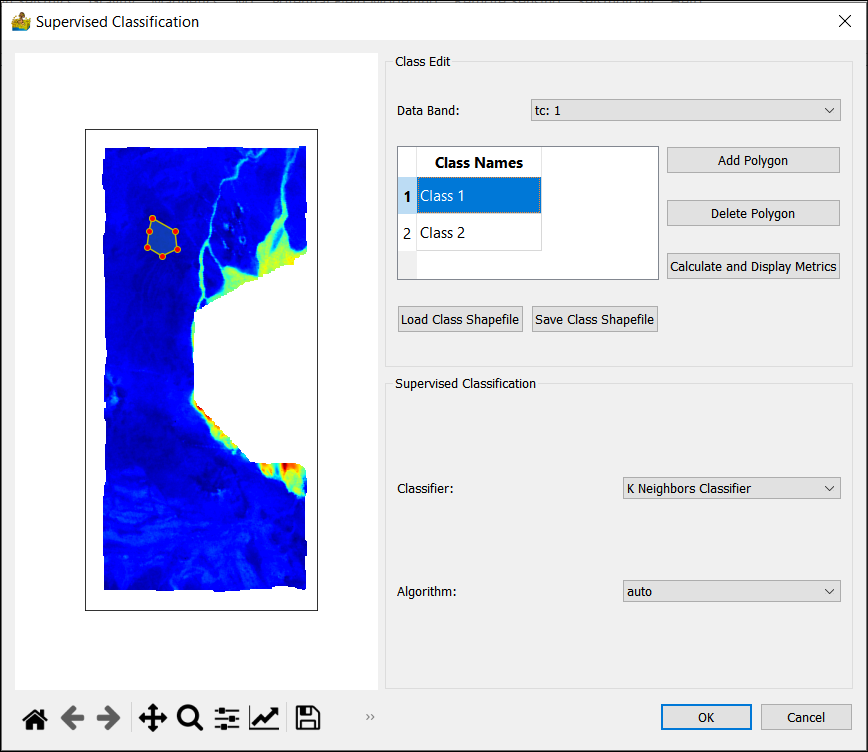 Supervised Classification
Class Edit
Data Band:
tc: 1
Class Names
1 Class 1
2 Class 2
Add Polygon
Delete Polygon
Calculate and Display Metrics
Load Class Shapefile
Save Class Shapefile
Supervised Classification
Classifier:
K Neighbors Classifier
Algorithm:
auto
OK
Cancel